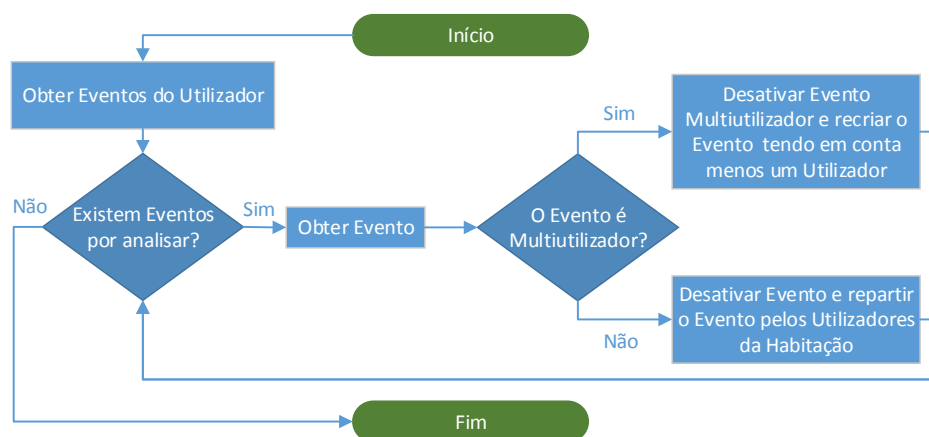 Início
Obter Eventos do Utilizador
Não
Existem Eventos
por analisar?
Sim
Obter Evento
O Evento é
Multiutilizador?
Sim
Desativar Evento
Multiutilizador e recriar o
Evento tendo em conta
menos um Utilizador
Não
Desativar Evento e repartir
o Evento pelos Utilizadores
da Habitação
Fim